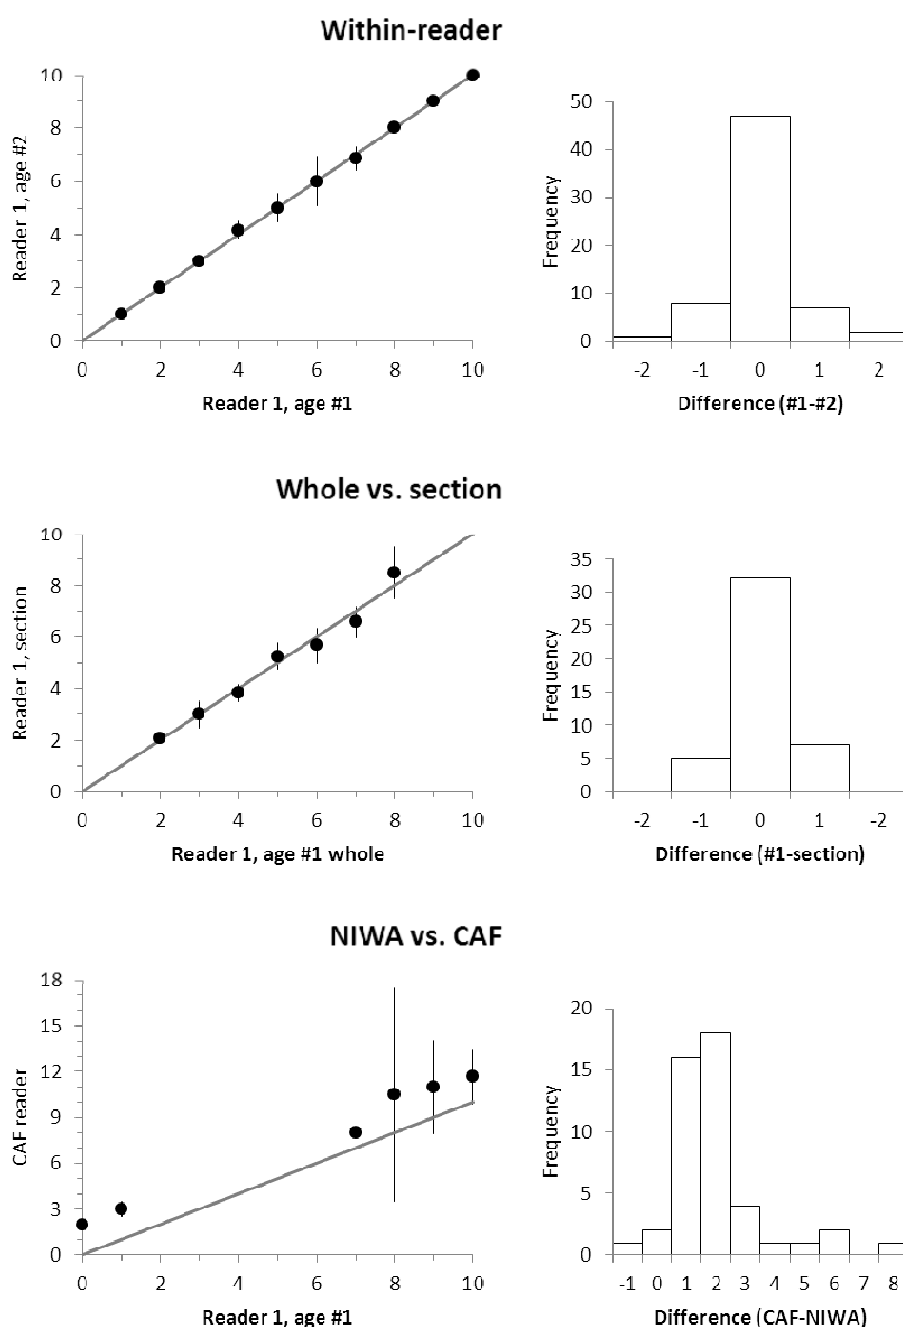 Within-reader
Reader 1, age #2
10
8
6
4
2
0
0 2 4 6 8 10
Reader 1, age #1
Frequency
50
40
30
20
10
0
-2 -1 0 1 2
Difference (#1-#2)
Whole vs. section
Reader 1, section
10
8
6
4
2
0
0 2 4 6 8 10
Reader 1, age #1 whole
Frequency
35
30
25
20
15
10
5
0
-2 -1 0 1 -2
Difference (#1-section)
NIWA vs. CAF
CAF reader
18
15
12
9
6
3
0
0 2 4 6 8 10
Reader 1, age #1
Frequency
20
15
10
5
0
-1 0 1 2 3 4 5 6 7 8
Difference (CAF-NIWA)